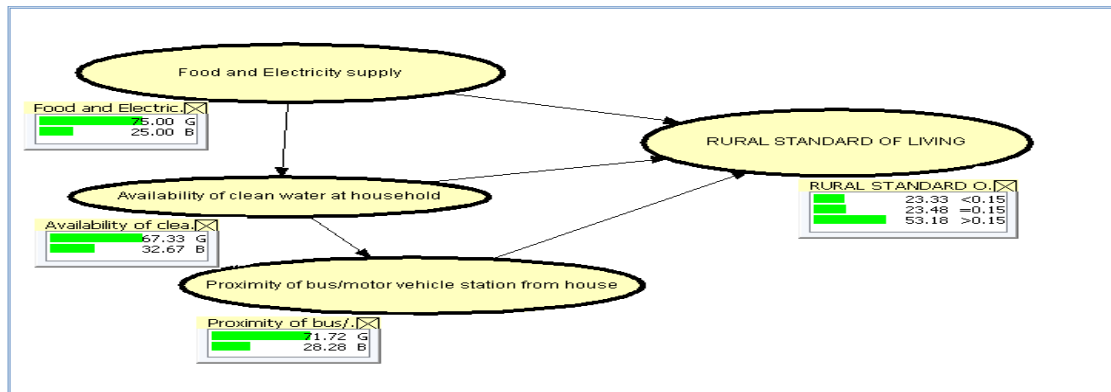 Food and Electricity supply
Food and Electric.
75.00 G
25.00 B
RURAL STANDARD OF LIVING
RURAL STANDARD O.
23.33 <0.15
23.48 =0.15
53.18 >0.15
Availability of clean water at household
Availability of clea.
67.33 G
32.67 B
Proximity of bus/motor vehicle station from house
Proximity of bus/.
71.72 G
28.28 B